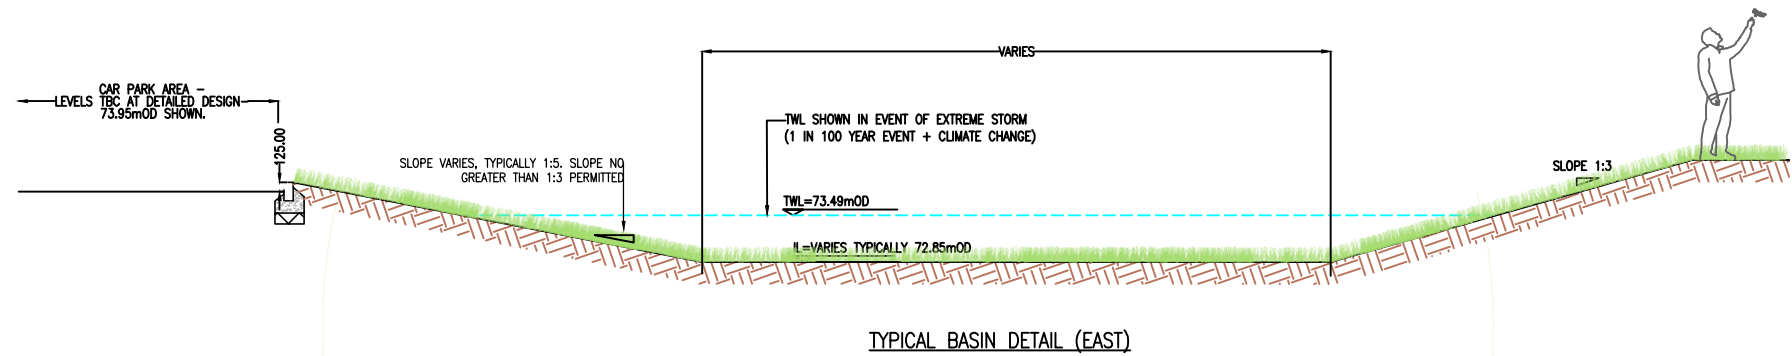 VARIES
CAR PARK AREA -
LEVELS TBC AT DETAILED DESIGN
73.95mOD SHOWN.
125.00
SLOPE VARIES, TYPICALLY 1:5. SLOPE NO
GREATER THAN 1:3 PERMITTED
TWL SHOWN IN EVENT OF EXTREME STORM
(1 IN 100 YEAR EVENT + CLIMATE CHANGE)
SLOPE 1:3
TWL=73.49mOD
IL=VARIES TYPICALLY 72.85mOD
TYPICAL BASIN DETAIL (EAST)